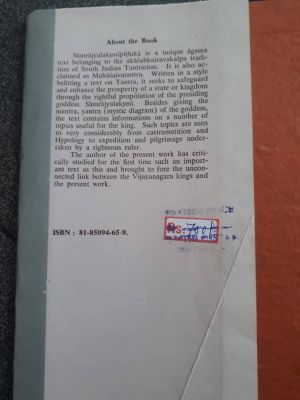 About the Book
Sāmrājyalakṣmīpīṭhikā is a unique āgama
text belonging to the ākāśabhairavakalpa tradi-
tion of South Indian Tantricism. It is also ac-
claimed as Mahāśaivatantra. Written in a style
befitting a text on Tantra, it seeks to safeguard
and enhance the prosperity of a state or kingdom
through the rightful propitiation of the presiding
goddess Sāmrājyalakṣmī. Besides giving the
mantra, yantra (mystic diagram) of the goddess,
the text contains informations on a number of
topics useful for the king. Such topics are seen
to very considerably from castrametition and
Hypology to expedition and pilgrimage under-
taken by a righteous ruler.
The author of the present work has criti-
cally studied for the first time such an import-
ant text as this and brought to fore the uncon-
nected link between the Vijayanagara kings and
the present work.
ISBN : 81-85094-65-9.
Rs.